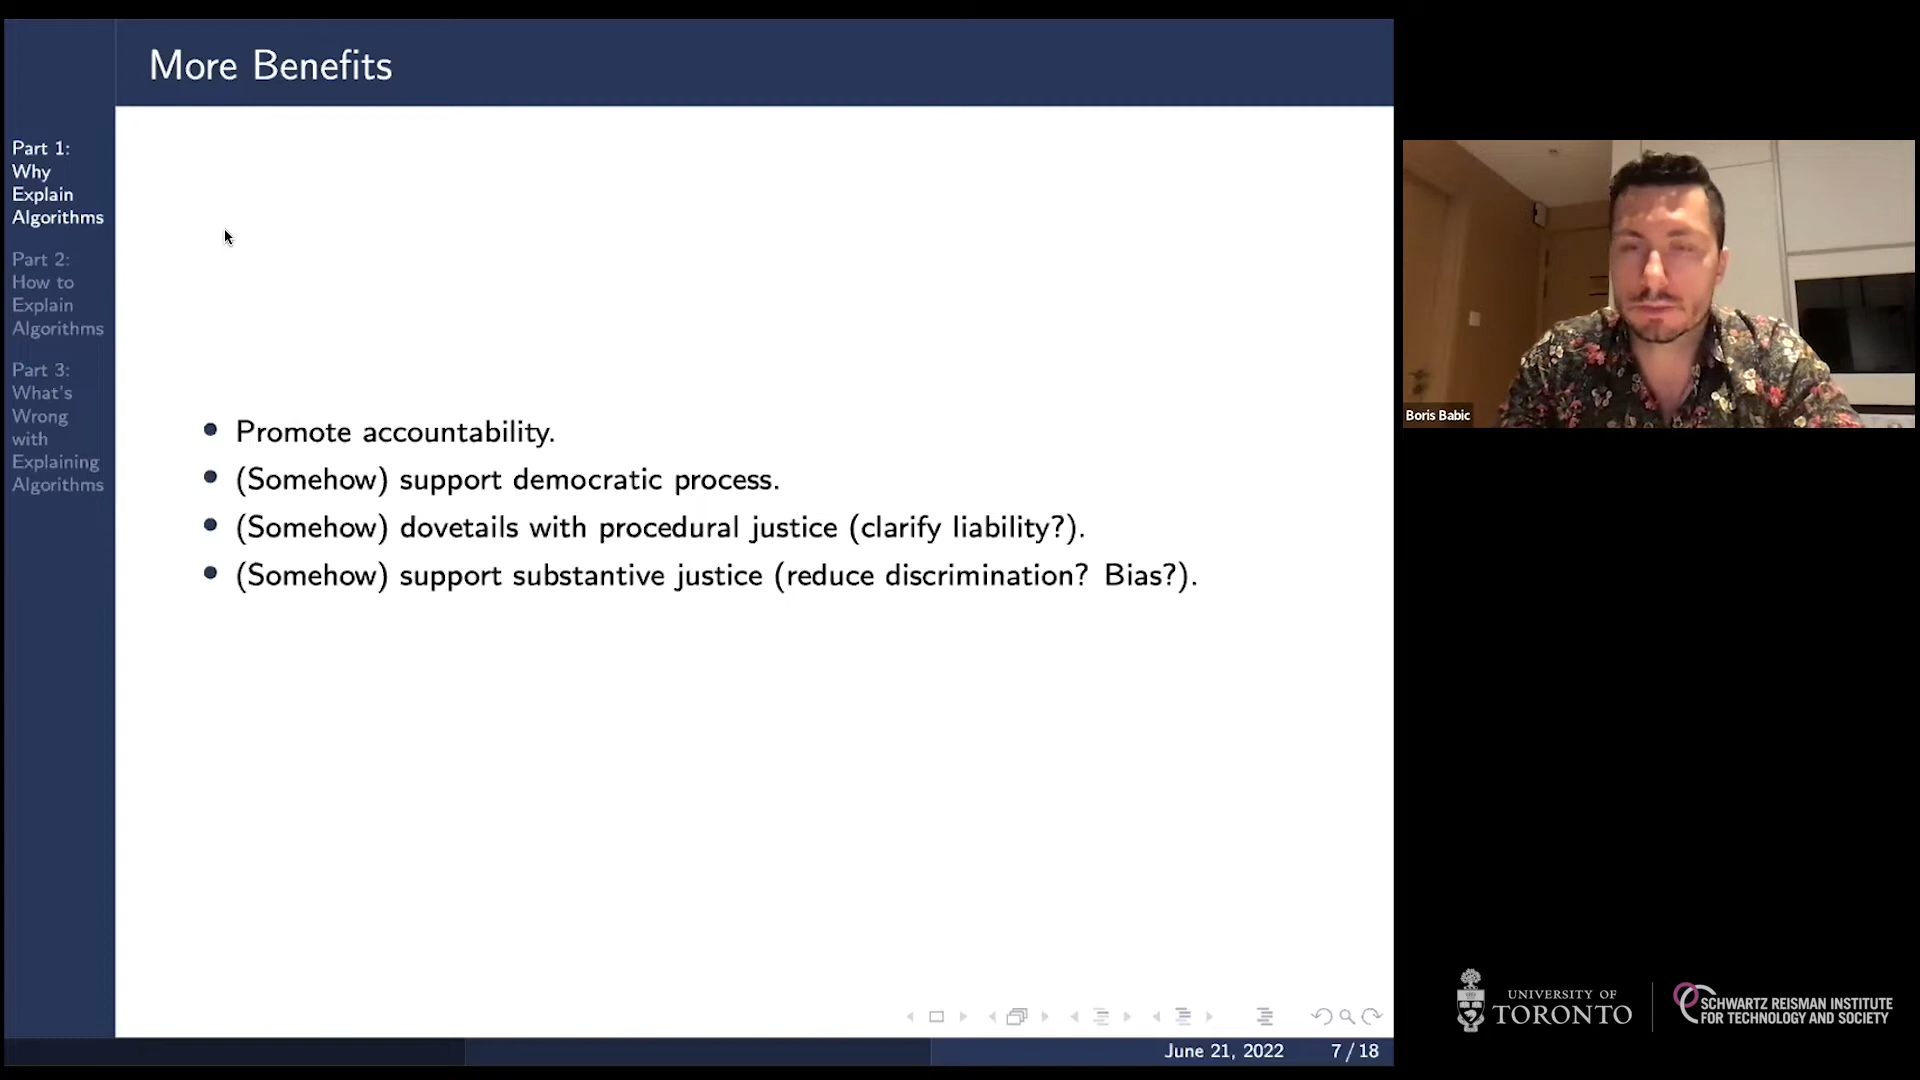 More Benefits
Part 1:
Why
Explain
Algorithms
Part 2:
How to
Explain
Algorithms
Part 3:
What's
Wrong
with
Explaining
Algorithms
• Promote accountability.
• (Somehow) support democratic process.
• (Somehow) dovetails with procedural justice (clarify liability?).
• (Somehow) support substantive justice (reduce discrimination? Bias?).
June 21, 2022 7 / 18
Boris Babic
UNIVERSITY OF
TORONTO
SCHWARTZ REISMAN INSTITUTE
FOR TECHNOLOGY AND SOCIETY